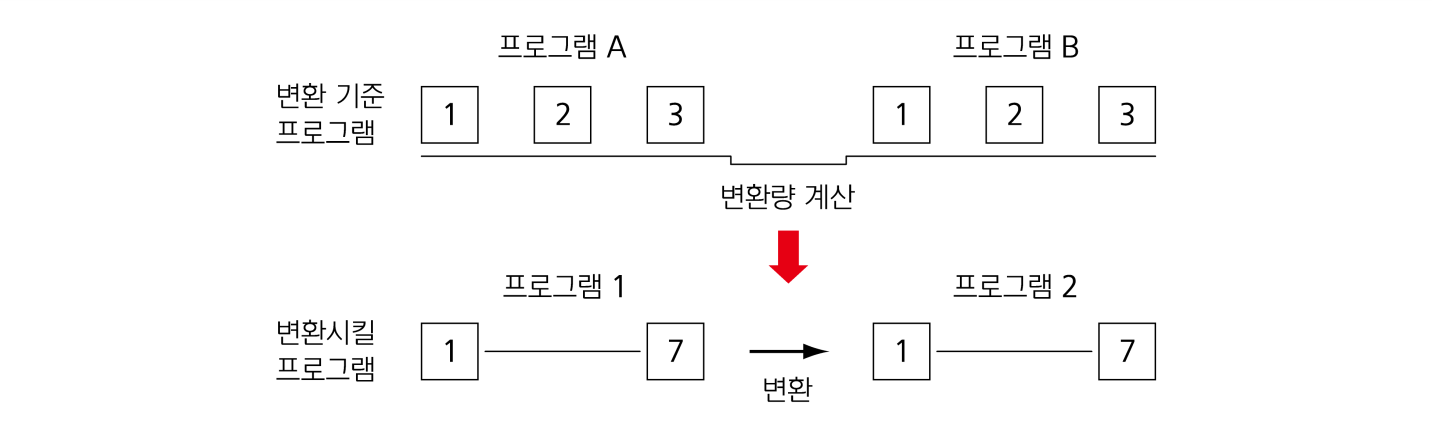 프로그램 A 프로그램 B
변환 기준
프로그램
1 2 3 1 2 3
변환량 계산
프로그램 1 프로그램 2
변환시킬
프로그램
1 7 1 7
변환